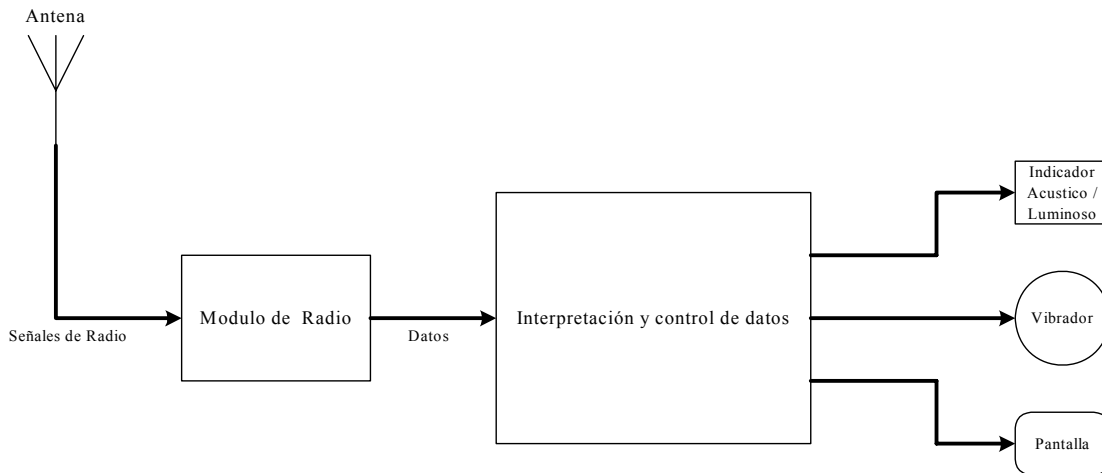 Antena
Indicador
Acustico /
Luminoso
Modulo de Radio
Interpretación y control de datos
Vibrador
Señales de Radio
Datos
Pantalla